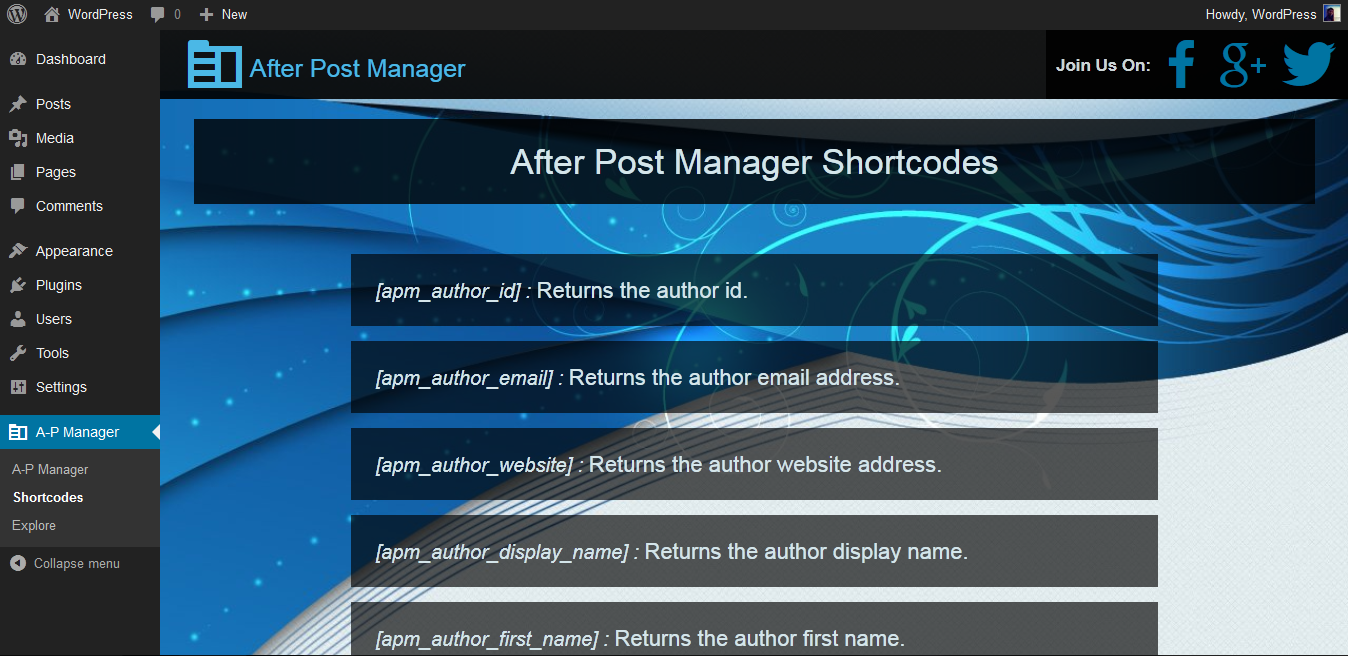 WordPress 0 New Howdy, WordPress
Dashboard
Posts
Media
Pages
Comments
Appearance
Plugins
Users
Tools
Settings
A-P Manager
A-P Manager
Shortcodes
Explore
Collapse menu
After Post Manager
Join Us On:
After Post Manager Shortcodes
[apm_author_id] : Returns the author id.
[apm_author_email] : Returns the author email address.
[apm_author_website] : Returns the author website address.
[apm_author_display_name] : Returns the author display name.
[apm_author_first_name] : Returns the author first name.